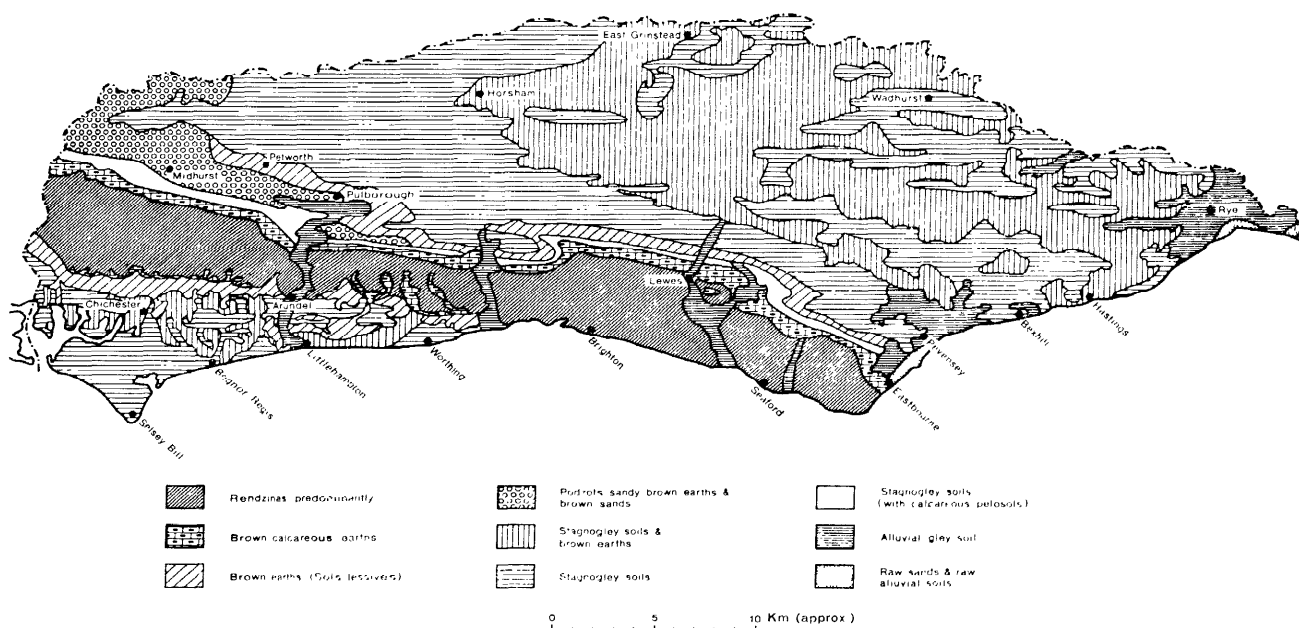 East Grinstead
Horsham
Wadhurst
Petworth
Midhurst
Pulborough
Rye
Lewes
Chichester
Arundel
Hastings
Bexhill
Pevensey
Brighton
Worthing
Littlehampton
Bognor Regis
Seaford
Eastbourne
Selsey Bill
Rendzinas predominantly
Brown calcareous earths
Brown earths (Sols lessivés)
Podzols sandy brown earths &
brown sands
Stagnogley soils &
brown earths
Stagnogley soils
Stagnogley soils
(with calcareous pelosols)
Alluvial gley soil
Raw sands & raw
alluvial soils
0 5 10 Km (approx)